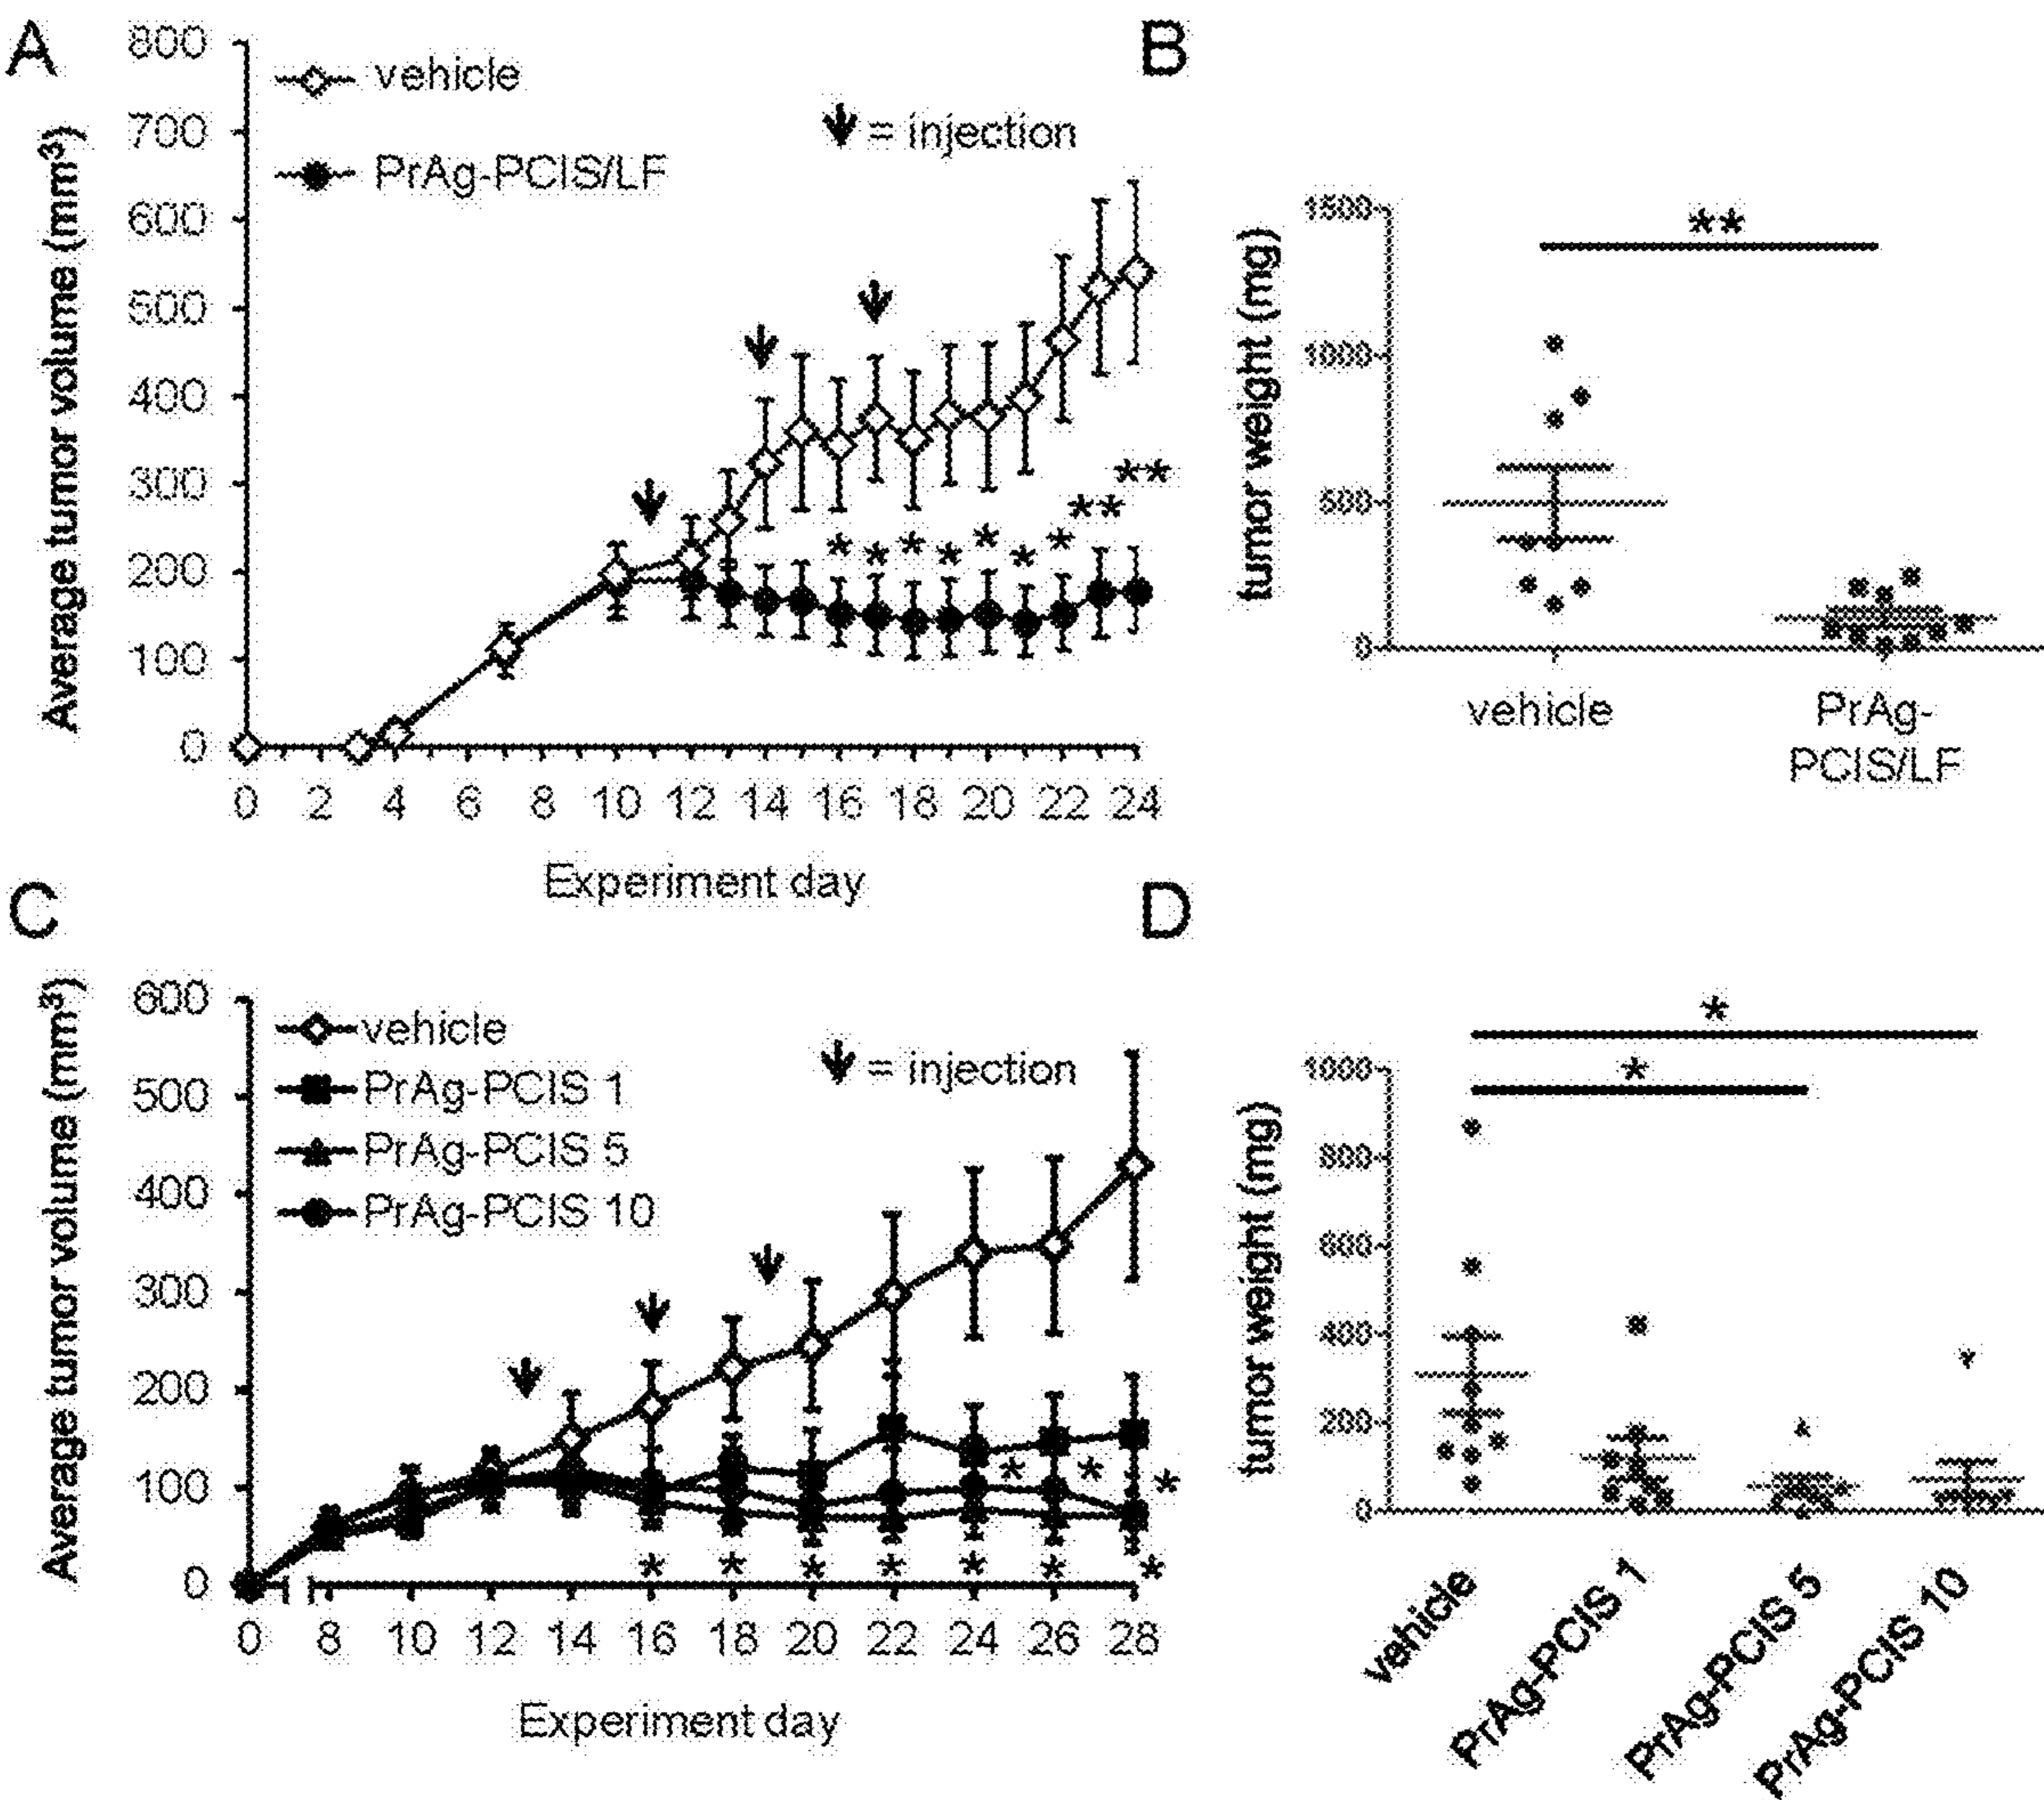 A
800
700
600
500
400
300
200
100
0
Average tumor volume (mm³)
vehicle
PrAg-PCIS/LF
= injection
*
*
*
*
*
*
*
**
**
0 2 4 6 8 10 12 14 16 18 20 22 24
Experiment day
B
1500
1000
500
0
tumor weight (mg)
**
vehicle
PrAg-
PCIS/LF
C
600
500
400
300
200
100
0
Average tumor volume (mm³)
vehicle
PrAg-PCIS 1
PrAg-PCIS 5
PrAg-PCIS 10
= injection
* * *
* * * * * * *
0 8 10 12 14 16 18 20 22 24 26 28
Experiment day
D
1000
800
600
400
200
0
tumor weight (mg)
*
*
vehicle
PrAg-PCIS 1
PrAg-PCIS 5
PrAg-PCIS 10